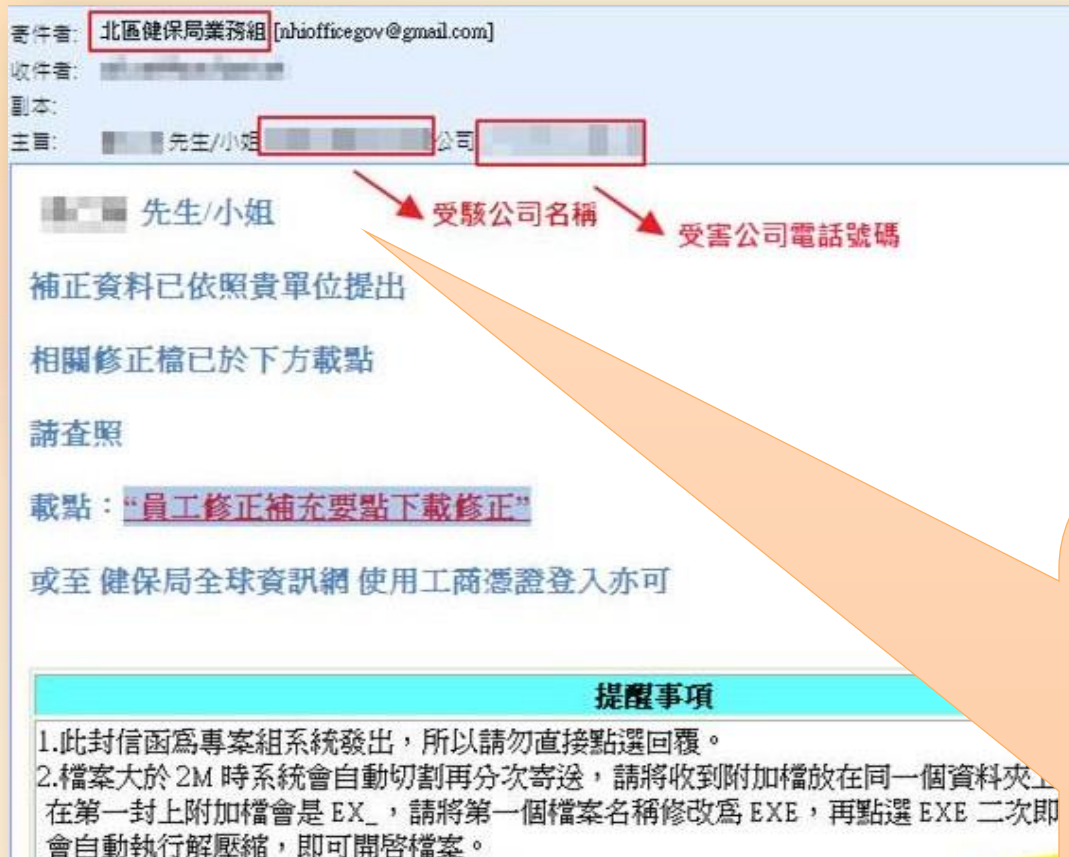 寄件者: 北區健保局業務組 [nhiofficegov@gmail.com]
收件者:
副本:
主旨: 先生/小姐 公司
受駭公司名稱
受害公司電話號碼
先生/小姐
補正資料已依照貴單位提出
相關修正檔已於下方載點
請查照
載點：“員工修正補充要點下載修正”
或至 健保局全球資訊網 使用工商憑證登入亦可
提醒事項
1.此封信函為專案組系統發出，所以請勿直接點選回覆。
2.檔案大於 2M 時系統會自動切割再分次寄送，請將收到附加檔放在同一個資料夾上
在第一封上附加檔會是 EX_，請將第一個檔案名稱修改為 EXE，再點選 EXE 二次即
會自動執行解壓縮，即可開啟檔案。